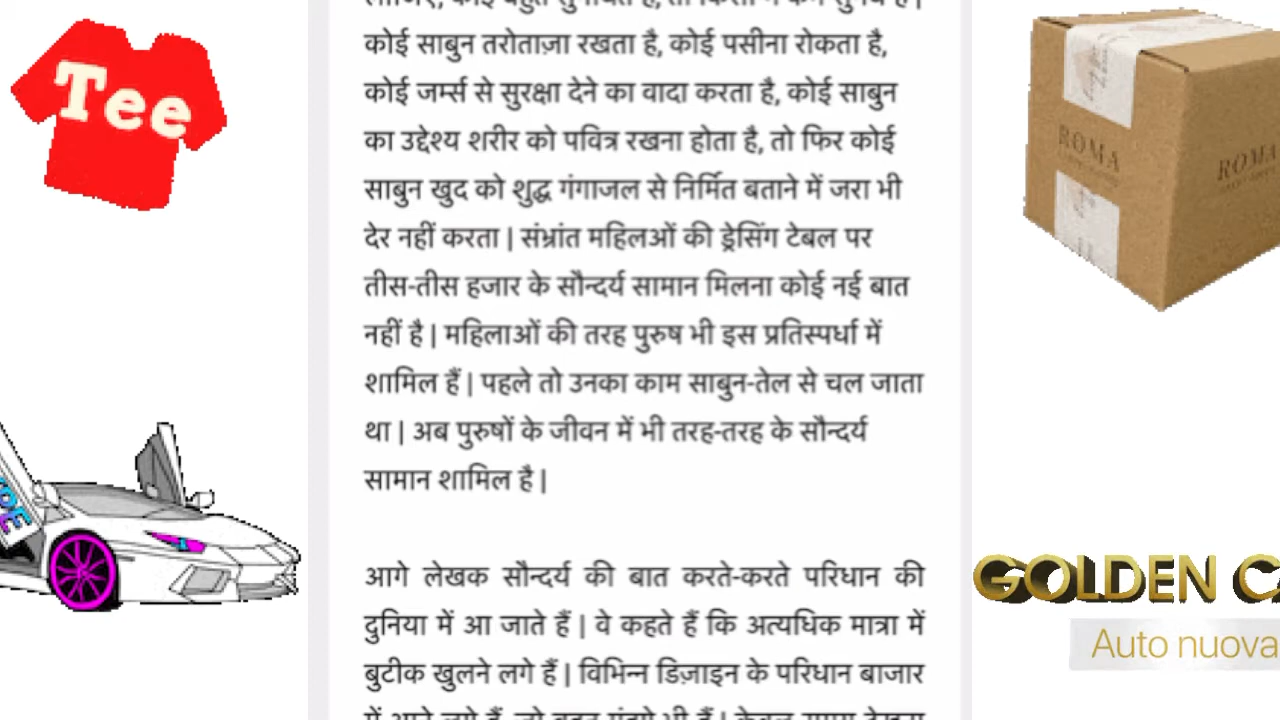 Tee
कोई साबुन तरोताज़ा रखता है, कोई पसीना रोकता है,
कोई जर्म्स से सुरक्षा देने का वादा करता है, कोई साबुन
का उद्देश्य शरीर को पवित्र रखना होता है, तो फिर कोई
साबुन खुद को शुद्ध गंगाजल से निर्मित बताने में जरा भी
देर नहीं करता | संभ्रांत महिलओं की ड्रेसिंग टेबल पर
तीस-तीस हजार के सौन्दर्य सामान मिलना कोई नई बात
नहीं है | महिलाओं की तरह पुरुष भी इस प्रतिस्पर्धा में
शामिल हैं | पहले तो उनका काम साबुन-तेल से चल जाता
था | अब पुरुषों के जीवन में भी तरह-तरह के सौन्दर्य
सामान शामिल है |
आगे लेखक सौन्दर्य की बात करते-करते परिधान की
दुनिया में आ जाते हैं | वे कहते हैं कि अत्यधिक मात्रा में
बुटीक खुलने लगे हैं | विभिन्न डिज़ाइन के परिधान बाजार
ROMA
ROMA
GOLDEN
Auto nuova